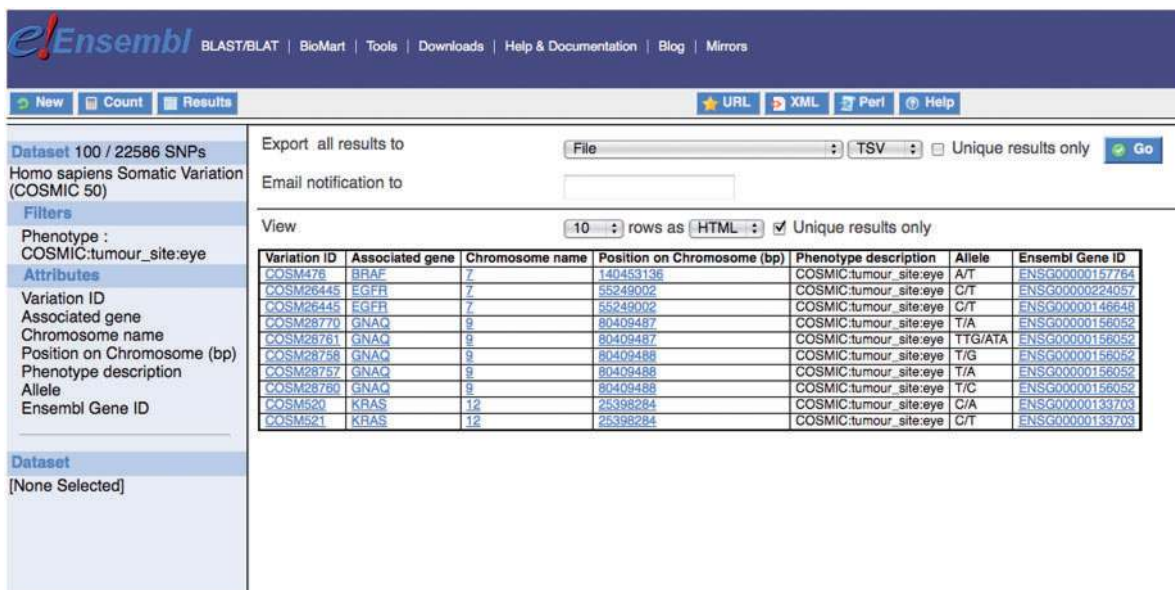 e!Ensembl BLAST/BLAT | BioMart | Tools | Downloads | Help & Documentation | Blog | Mirrors
New Count Results URL XML Perl Help
Dataset 100 / 22586 SNPs
Homo sapiens Somatic Variation
(COSMIC 50)
Filters
Phenotype :
COSMIC:tumour_site:eye
Attributes
Variation ID
Associated gene
Chromosome name
Position on Chromosome (bp)
Phenotype description
Allele
Ensembl Gene ID
Dataset
[None Selected]
Export all results to File TSV Unique results only Go
Email notification to
View 10 rows as HTML Unique results only
Variation ID Associated gene Chromosome name Position on Chromosome (bp) Phenotype description Allele Ensembl Gene ID
COSM476 BRAF 7 140453136 COSMIC:tumour_site:eye A/T ENSG00000157764
COSM26445 EGFR 7 55249002 COSMIC:tumour_site:eye C/T ENSG00000224057
COSM26445 EGFR 7 55249002 COSMIC:tumour_site:eye C/T ENSG00000146648
COSM28770 GNAQ 9 80409487 COSMIC:tumour_site:eye T/A ENSG00000156052
COSM28761 GNAQ 9 80409487 COSMIC:tumour_site:eye TTG/ATA ENSG00000156052
COSM28758 GNAQ 9 80409488 COSMIC:tumour_site:eye T/G ENSG00000156052
COSM28757 GNAQ 9 80409488 COSMIC:tumour_site:eye T/A ENSG00000156052
COSM28760 GNAQ 9 80409488 COSMIC:tumour_site:eye T/C ENSG00000156052
COSM520 KRAS 12 25398284 COSMIC:tumour_site:eye C/A ENSG00000133703
COSM521 KRAS 12 25398284 COSMIC:tumour_site:eye C/T ENSG00000133703